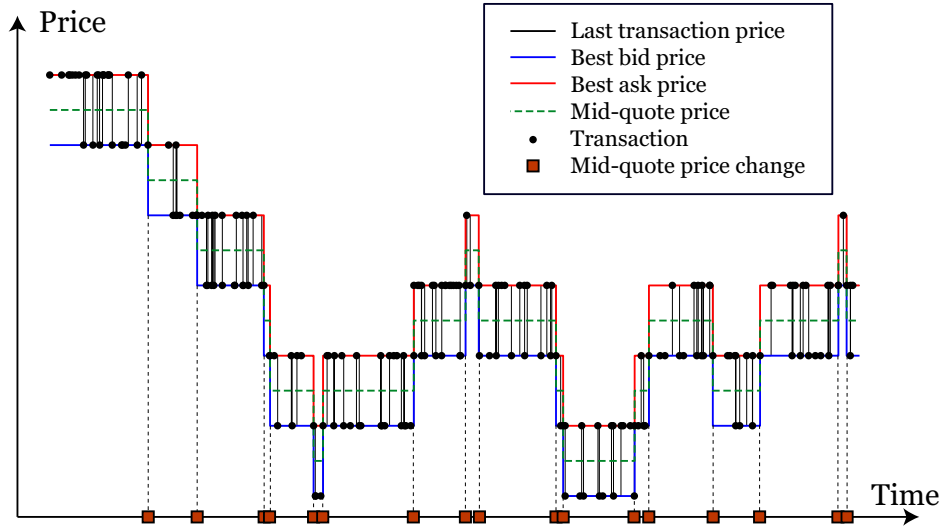 Price
Last transaction price
Best bid price
Best ask price
Mid-quote price
Transaction
Mid-quote price change
Time